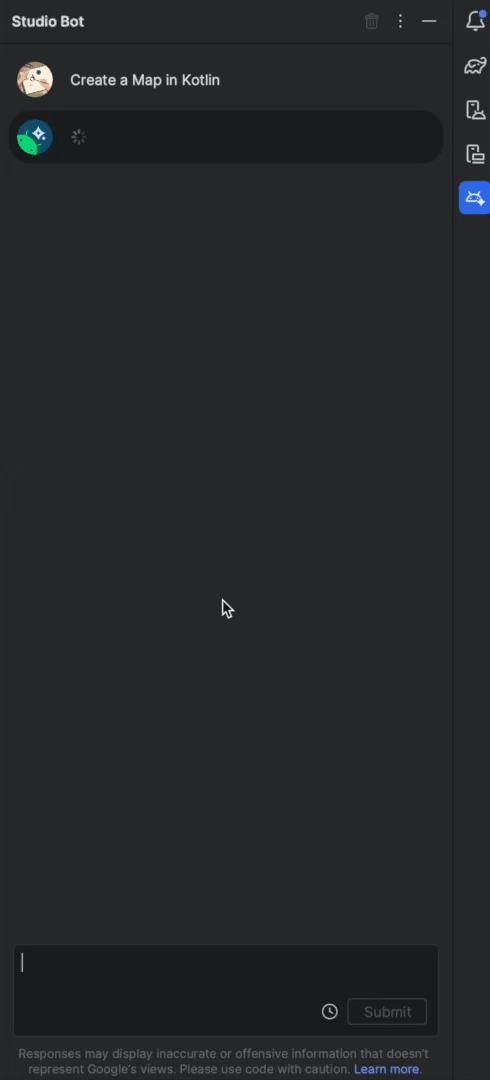 Studio Bot
Create a Map in Kotlin
Submit
Responses may display inaccurate or offensive information that doesn't
represent Google's views. Please use code with caution. Learn more.